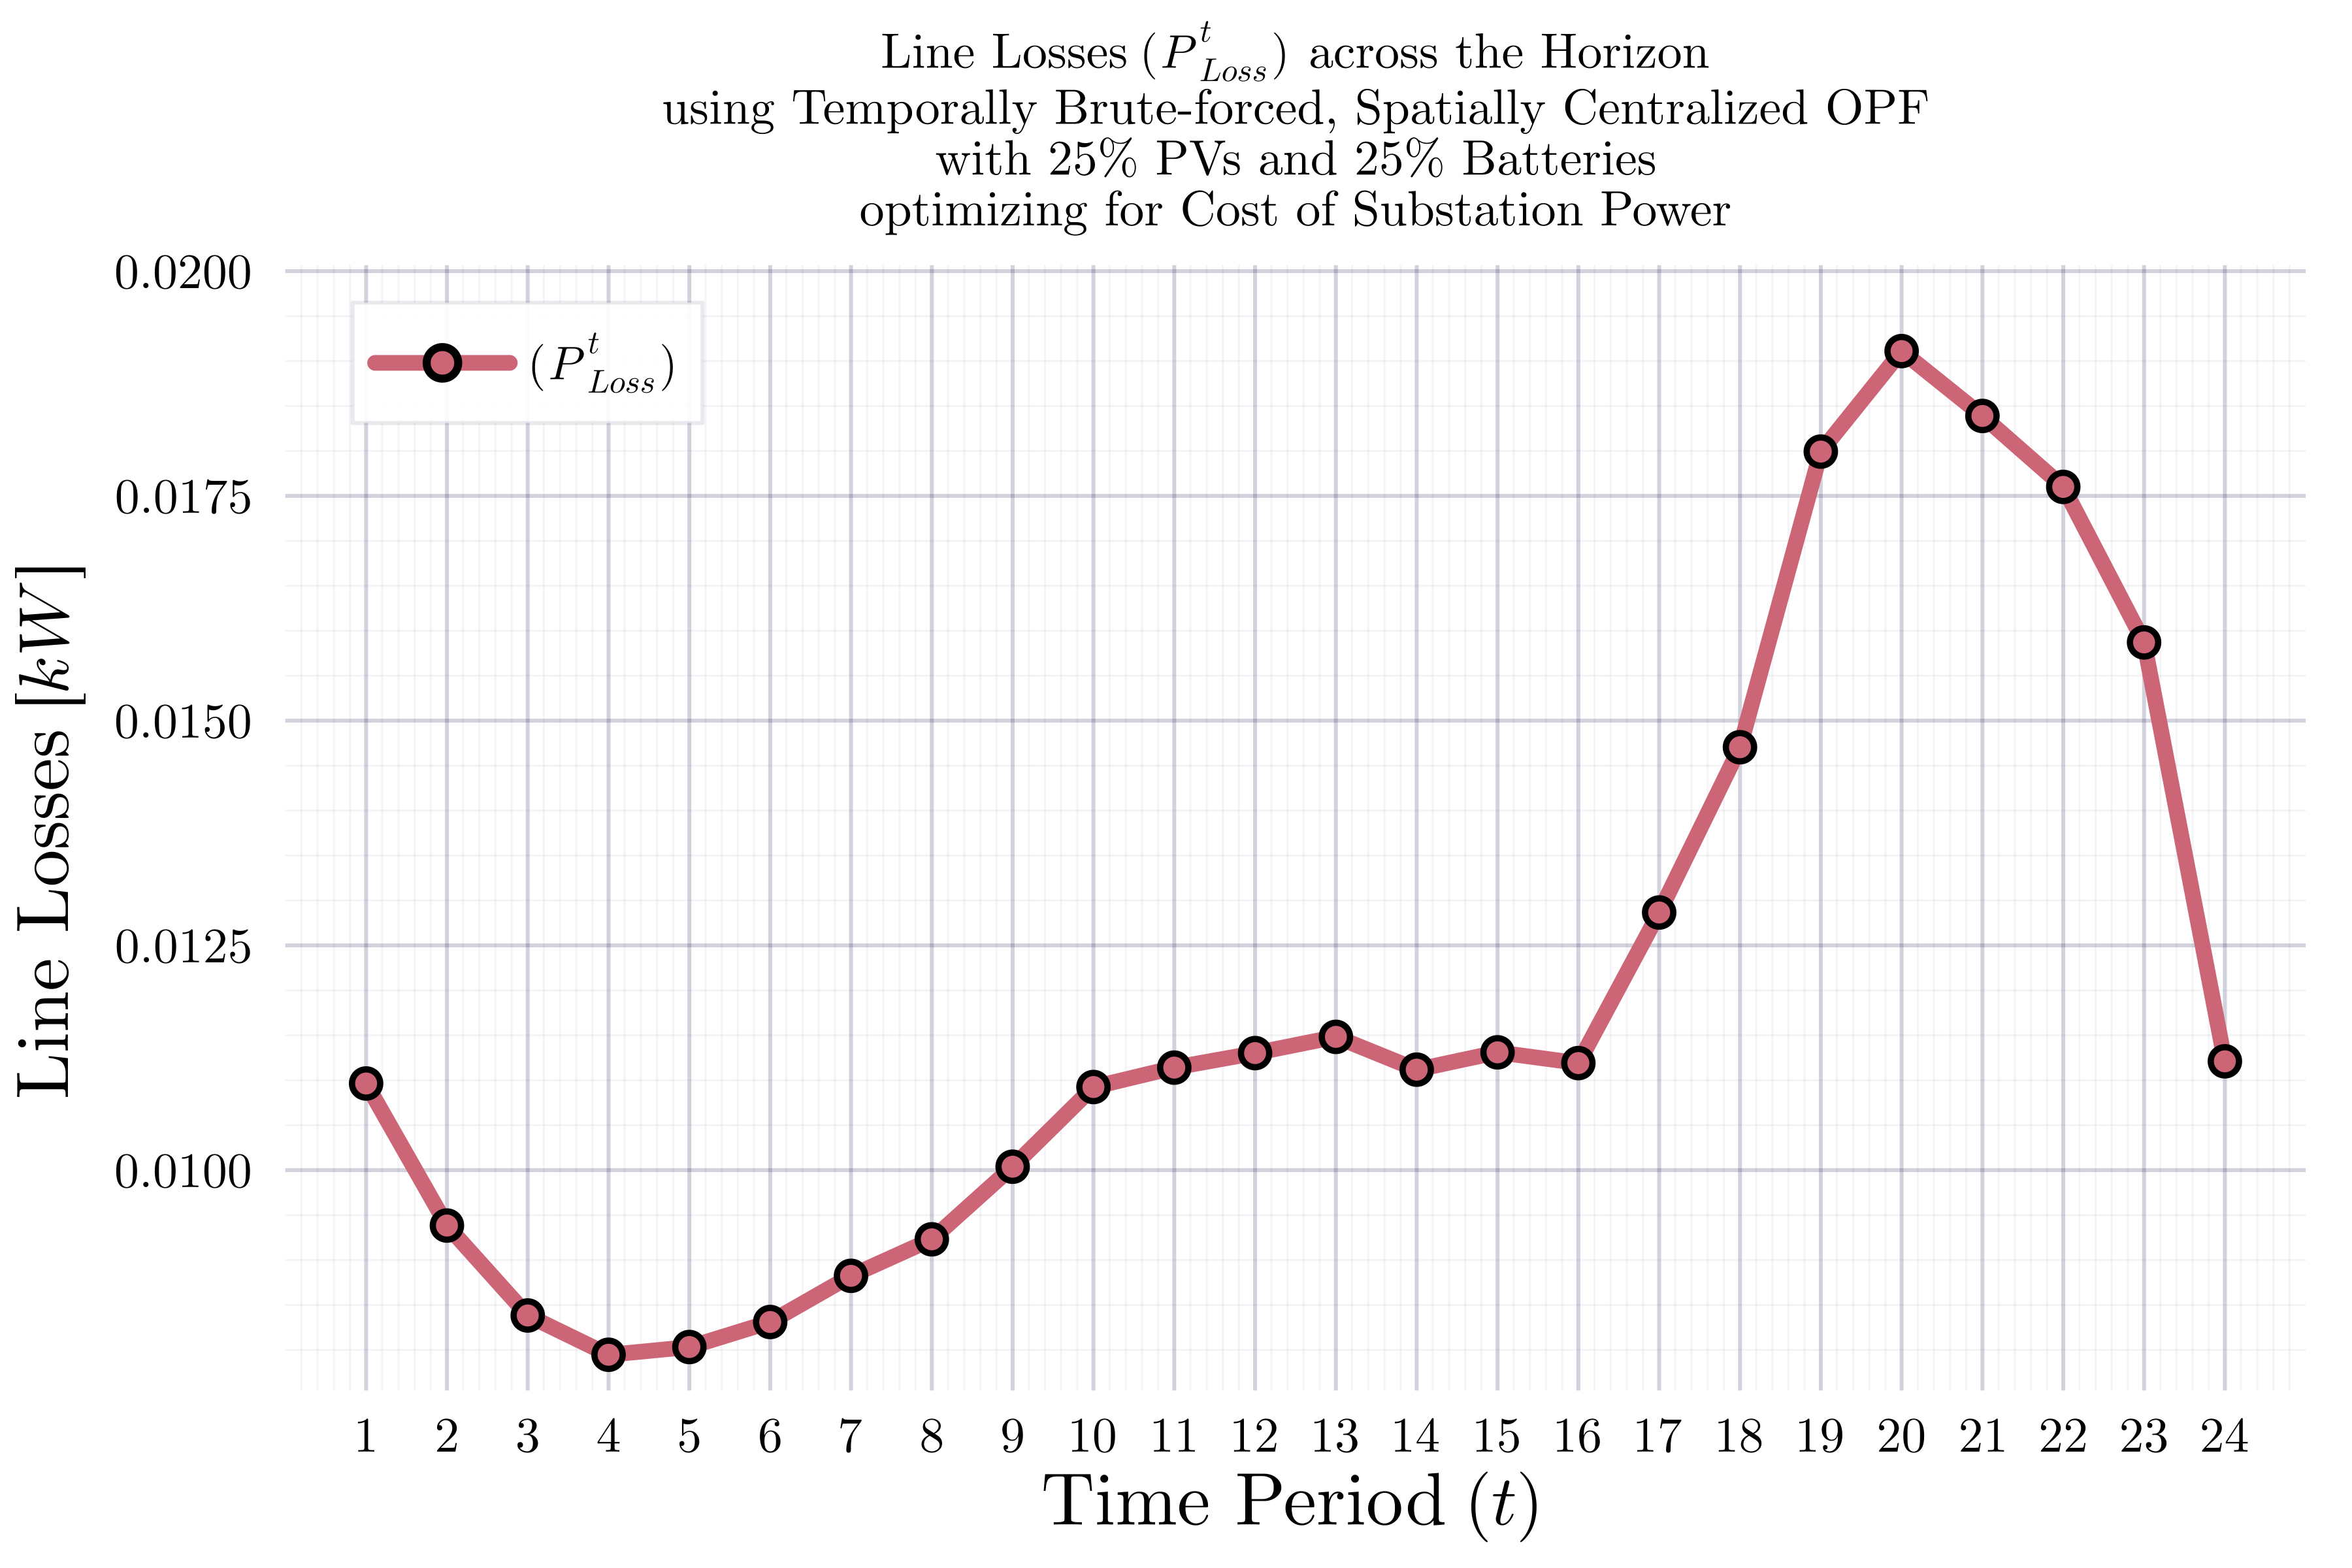 Line Losses (P^t_Loss) across the Horizon
using Temporally Brute-forced, Spatially Centralized OPF
with 25% PVs and 25% Batteries
optimizing for Cost of Substation Power
(P^t_Loss)
Line Losses [kW]
0.0200
0.0175
0.0150
0.0125
0.0100
1 2 3 4 5 6 7 8 9 10 11 12 13 14 15 16 17 18 19 20 21 22 23 24
Time Period (t)